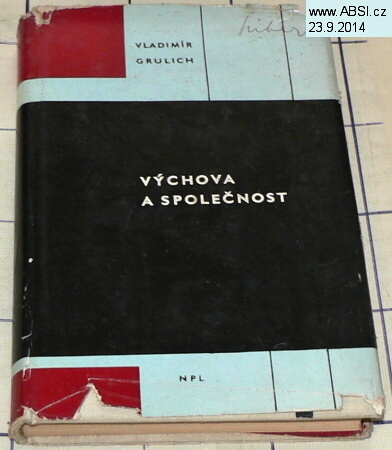 www.ABSI.cz
23.9.2014
VLADIMÍR
GRULICH
VÝCHOVA
A SPOLEČNOST
NPL